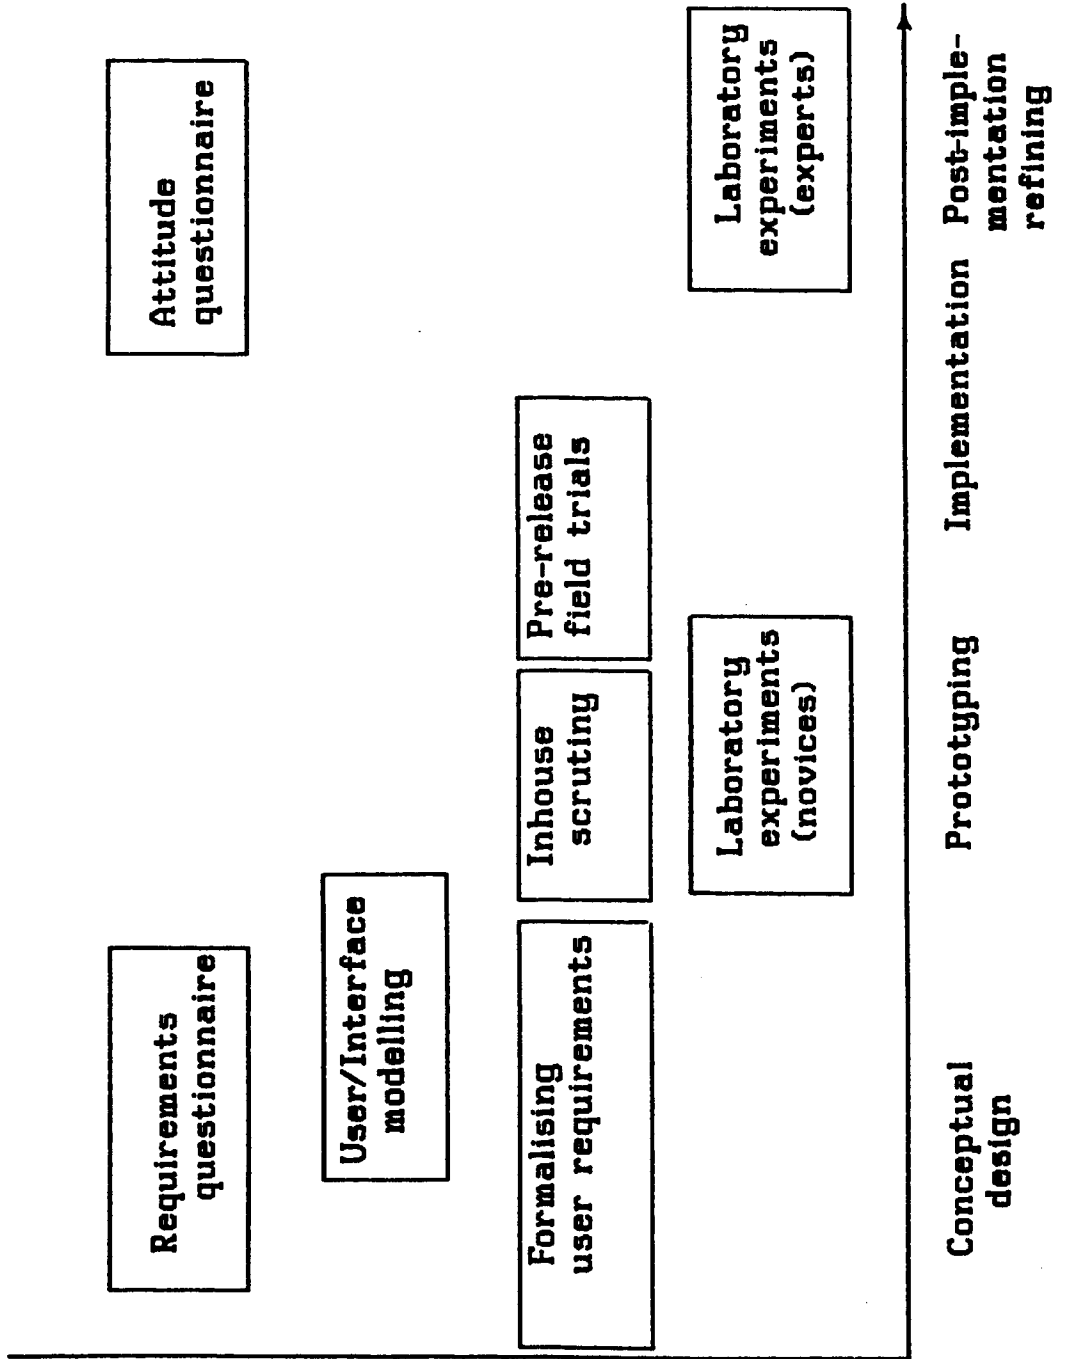 Requirements
questionnaire
Attitude
questionnaire
User/Interface
modelling
Formalising
user requirements
Inhouse
scrutiny
Pre-release
field trials
Laboratory
experiments
(novices)
Laboratory
experiments
(experts)
Conceptual
design
Prototyping
Implementation
Post-imple-
mentation
refining